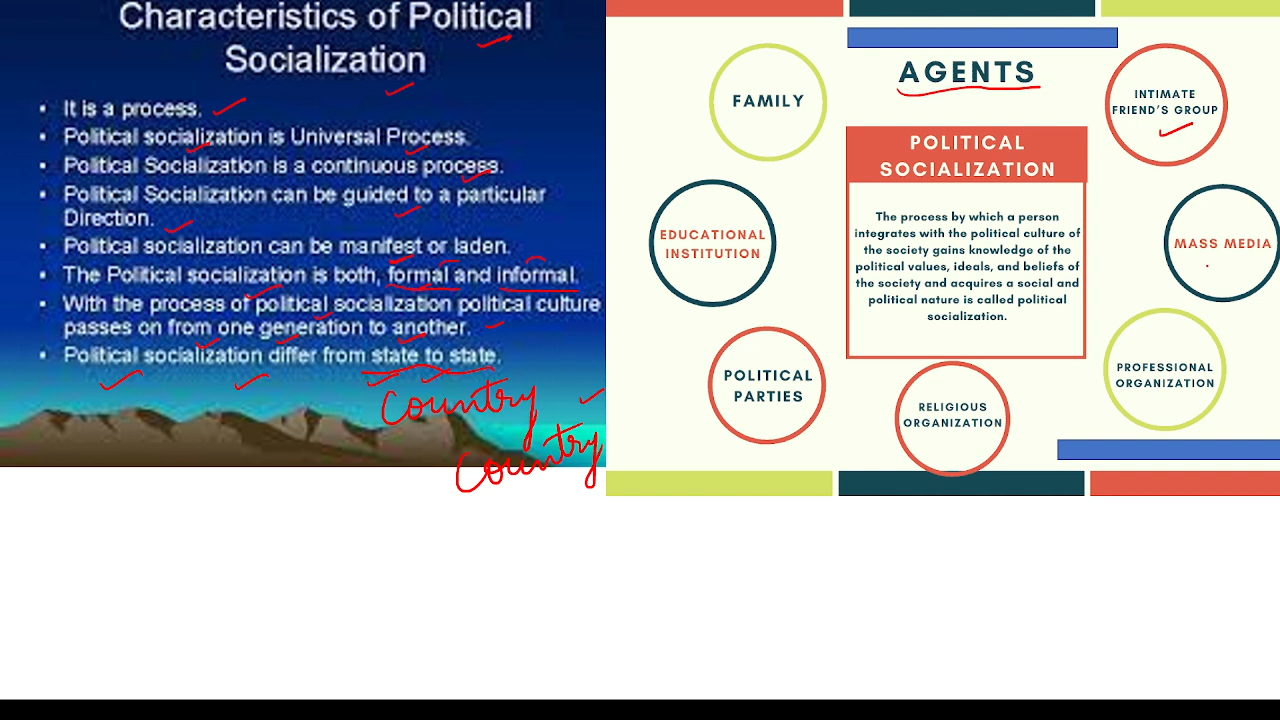 Characteristics of Political
Socialization
• It is a process.
• Political socialization is Universal Process.
• Political Socialization is a continuous process.
• Political Socialization can be guided to a particular
Direction.
• Political socialization can be manifest or laden.
• The Political socialization is both, formal and informal.
• With the process of political socialization political culture
passes on from one generation to another.
• Political socialization differ from state to state.
Country
Country
AGENTS
FAMILY
INTIMATE
FRIEND'S GROUP
POLITICAL
SOCIALIZATION
The process by which a person
integrates with the political culture of
the society gains knowledge of the
political values, ideals, and beliefs of
the society and acquires a social and
political nature is called political
socialization.
EDUCATIONAL
INSTITUTION
MASS MEDIA
POLITICAL
PARTIES
PROFESSIONAL
ORGANIZATION
RELIGIOUS
ORGANIZATION